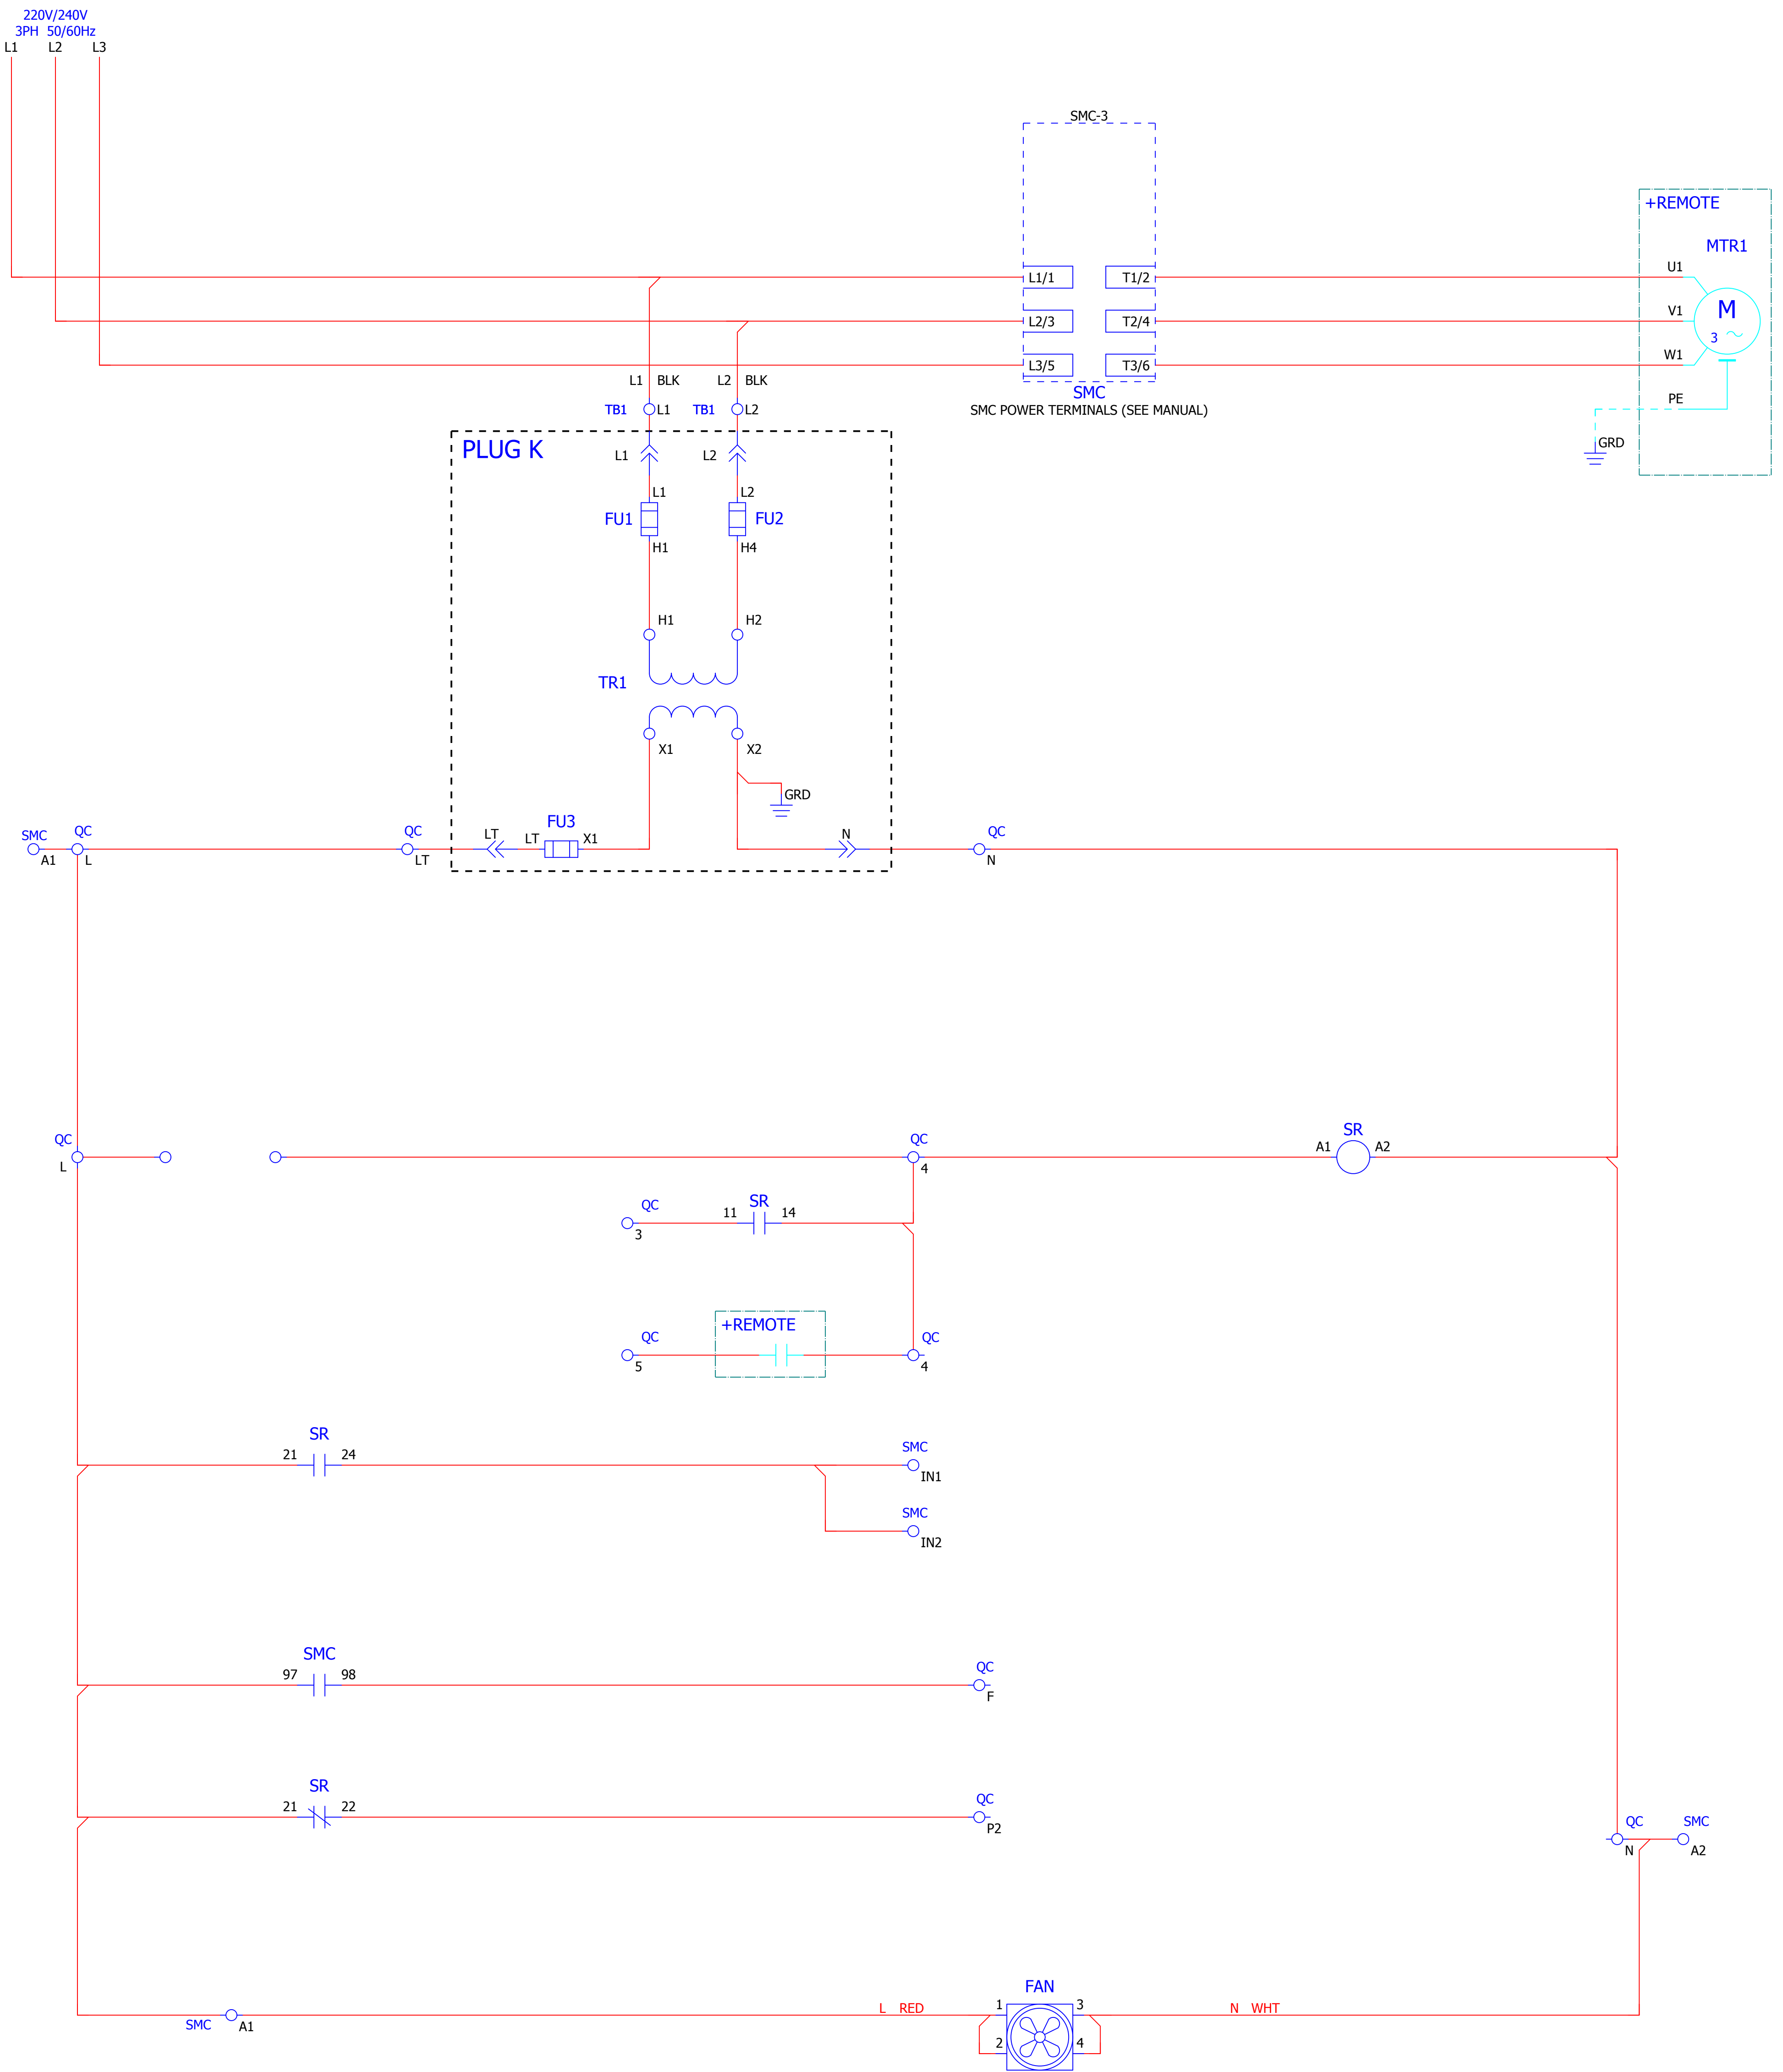 220V/240V
3PH 50/60Hz
L1 L2 L3
SMC-3
+REMOTE
MTR1
U1
L1/1 T1/2
M
3
V1
L2/3 T2/4
W1
L3/5 T3/6
L1 BLK L2 BLK
SMC
PE
TB1 L1 TB1 L2
SMC POWER TERMINALS (SEE MANUAL)
GRD
PLUG K
L1 L2
L1 L2
FU1 FU2
H1 H4
H1 H2
TR1
X1 X2
GRD
FU3
SMC QC QC LT LT X1 N QC
A1 L LT N
QC QC SR
A1 A2
L 4
QC SR
11 14
3
+REMOTE
QC QC
5 4
SR
21 24
SMC
IN1
SMC
IN2
SMC
97 98
QC
F
SR
21 22
QC
P2
QC SMC
N A2
FAN
L RED 1 3 N WHT
SMC A1
2 4